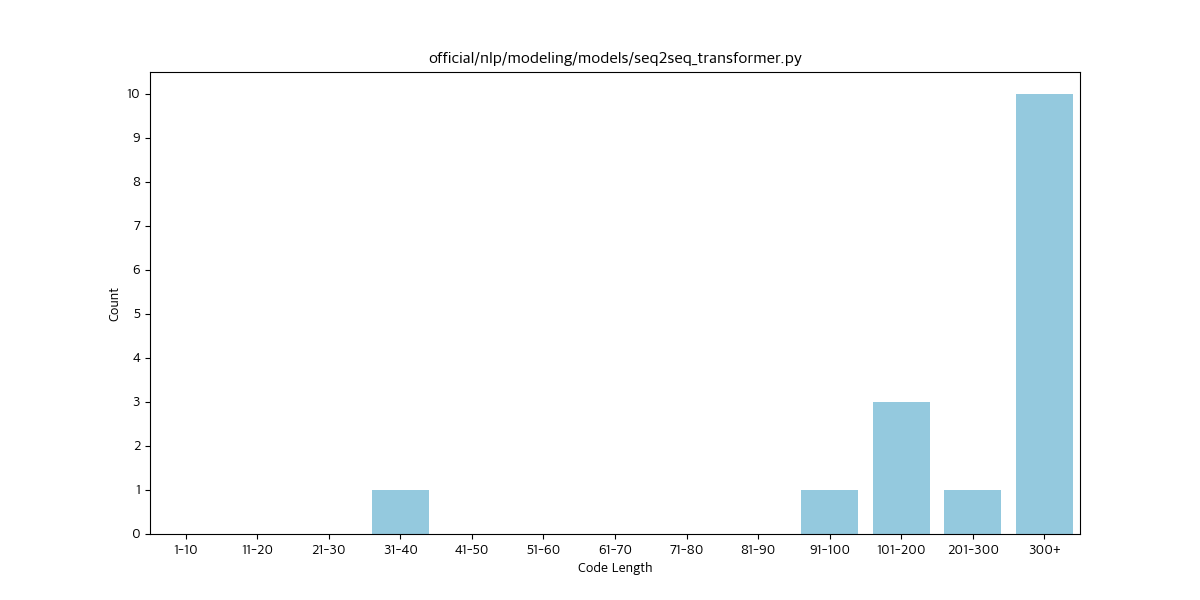 official/nlp/modeling/models/seq2seq_transformer.py
10
9
8
7
6
5
4
3
2
1
0
Count
1-10 11-20 21-30 31-40 41-50 51-60 61-70 71-80 81-90 91-100 101-200 201-300 300+
Code Length